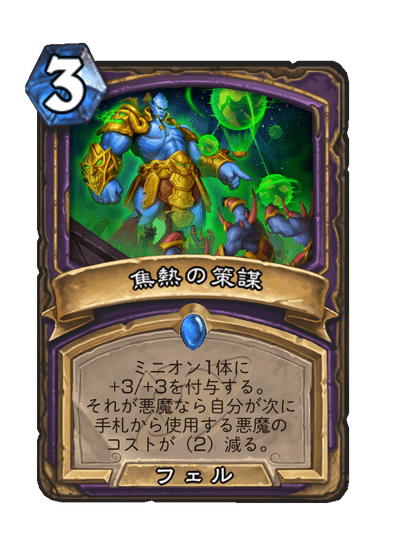 3
焦熱の策謀
ミニオン1体に
+3/+3を付与する。
それが悪魔なら自分が次に
手札から使用する悪魔の
コストが（2）減る。
フェル